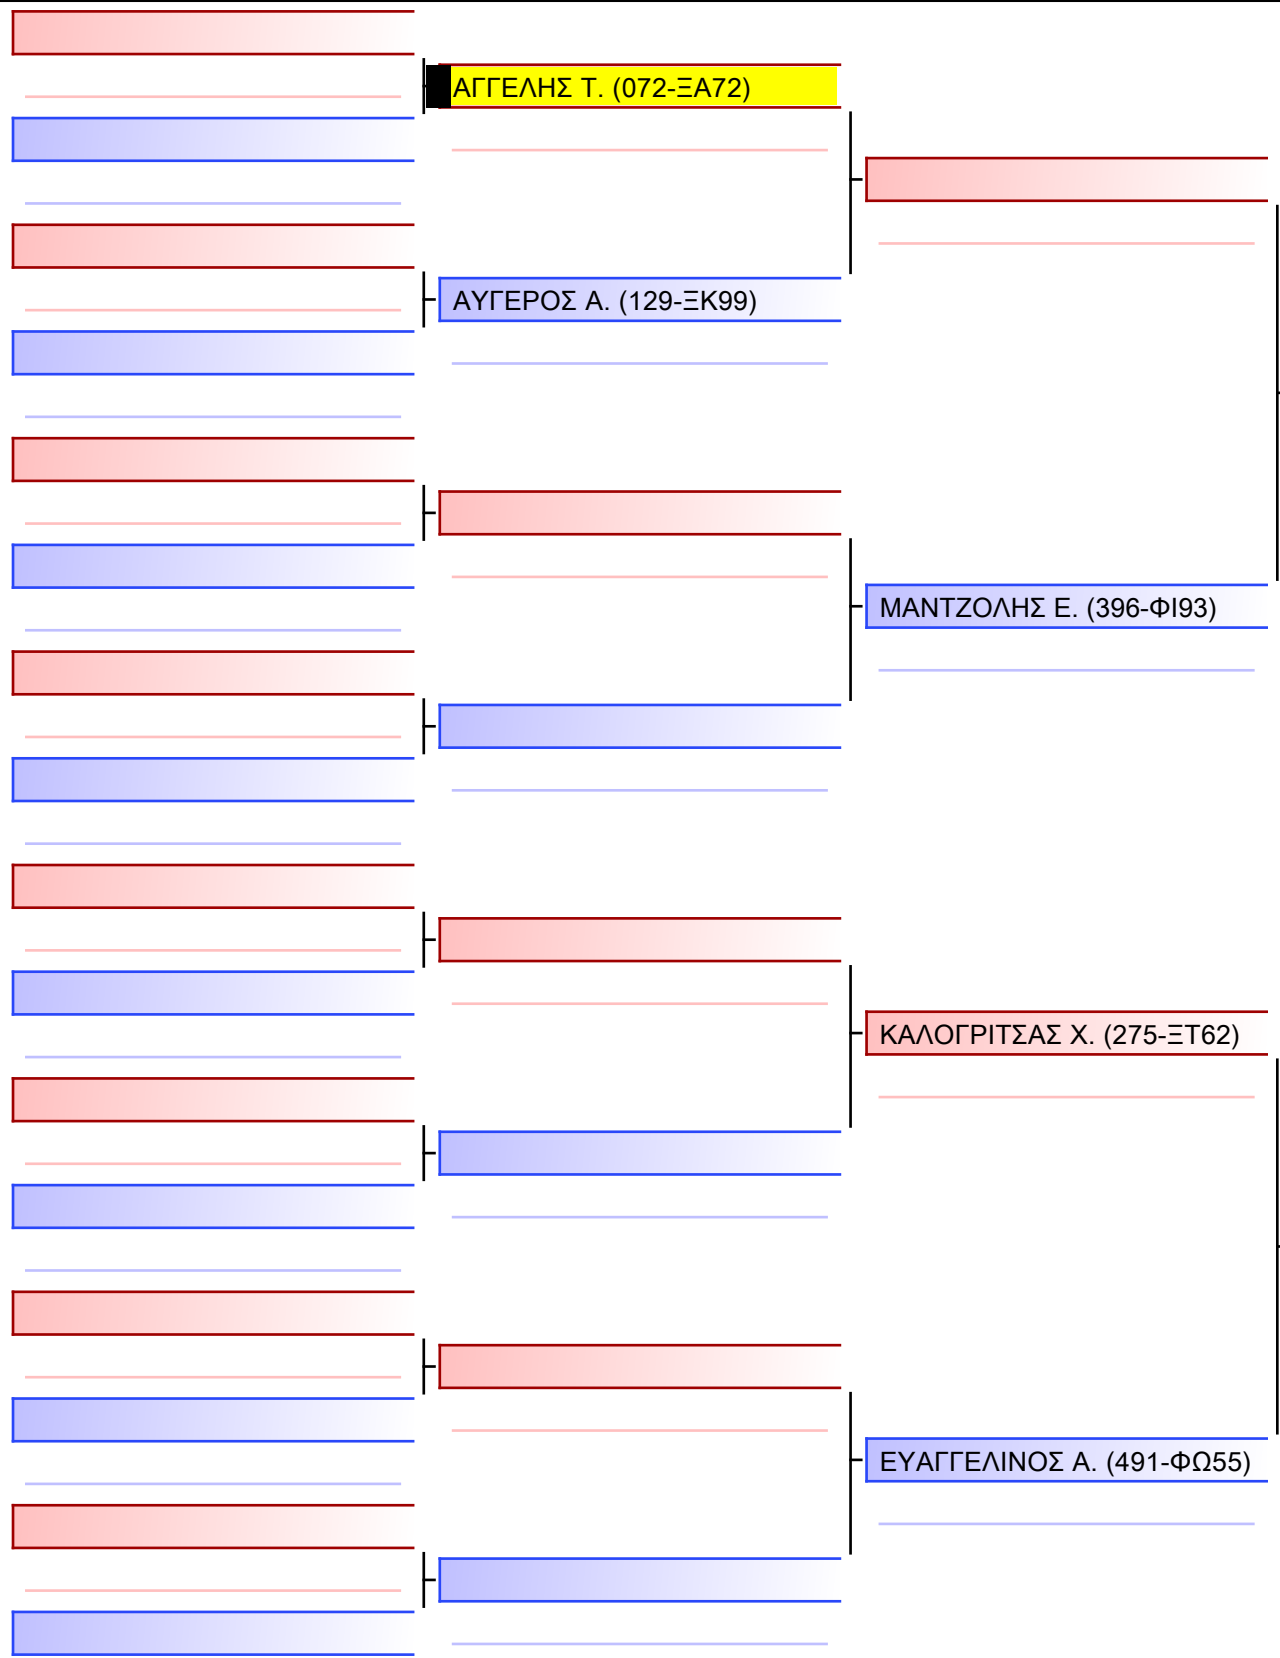 ΑΓΓΕΛΗΣ Τ. (072-ΞΑ72)
ΑΥΓΕΡΟΣ Α. (129-ΞΚ99)
ΜΑΝΤΖΟΛΗΣ Ε. (396-ΦΙ93)
ΚΑΛΟΓΡΙΤΣΑΣ Χ. (275-ΞΤ62)
ΕΥΑΓΓΕΛΙΝΟΣ Α. (491-ΦΩ55)